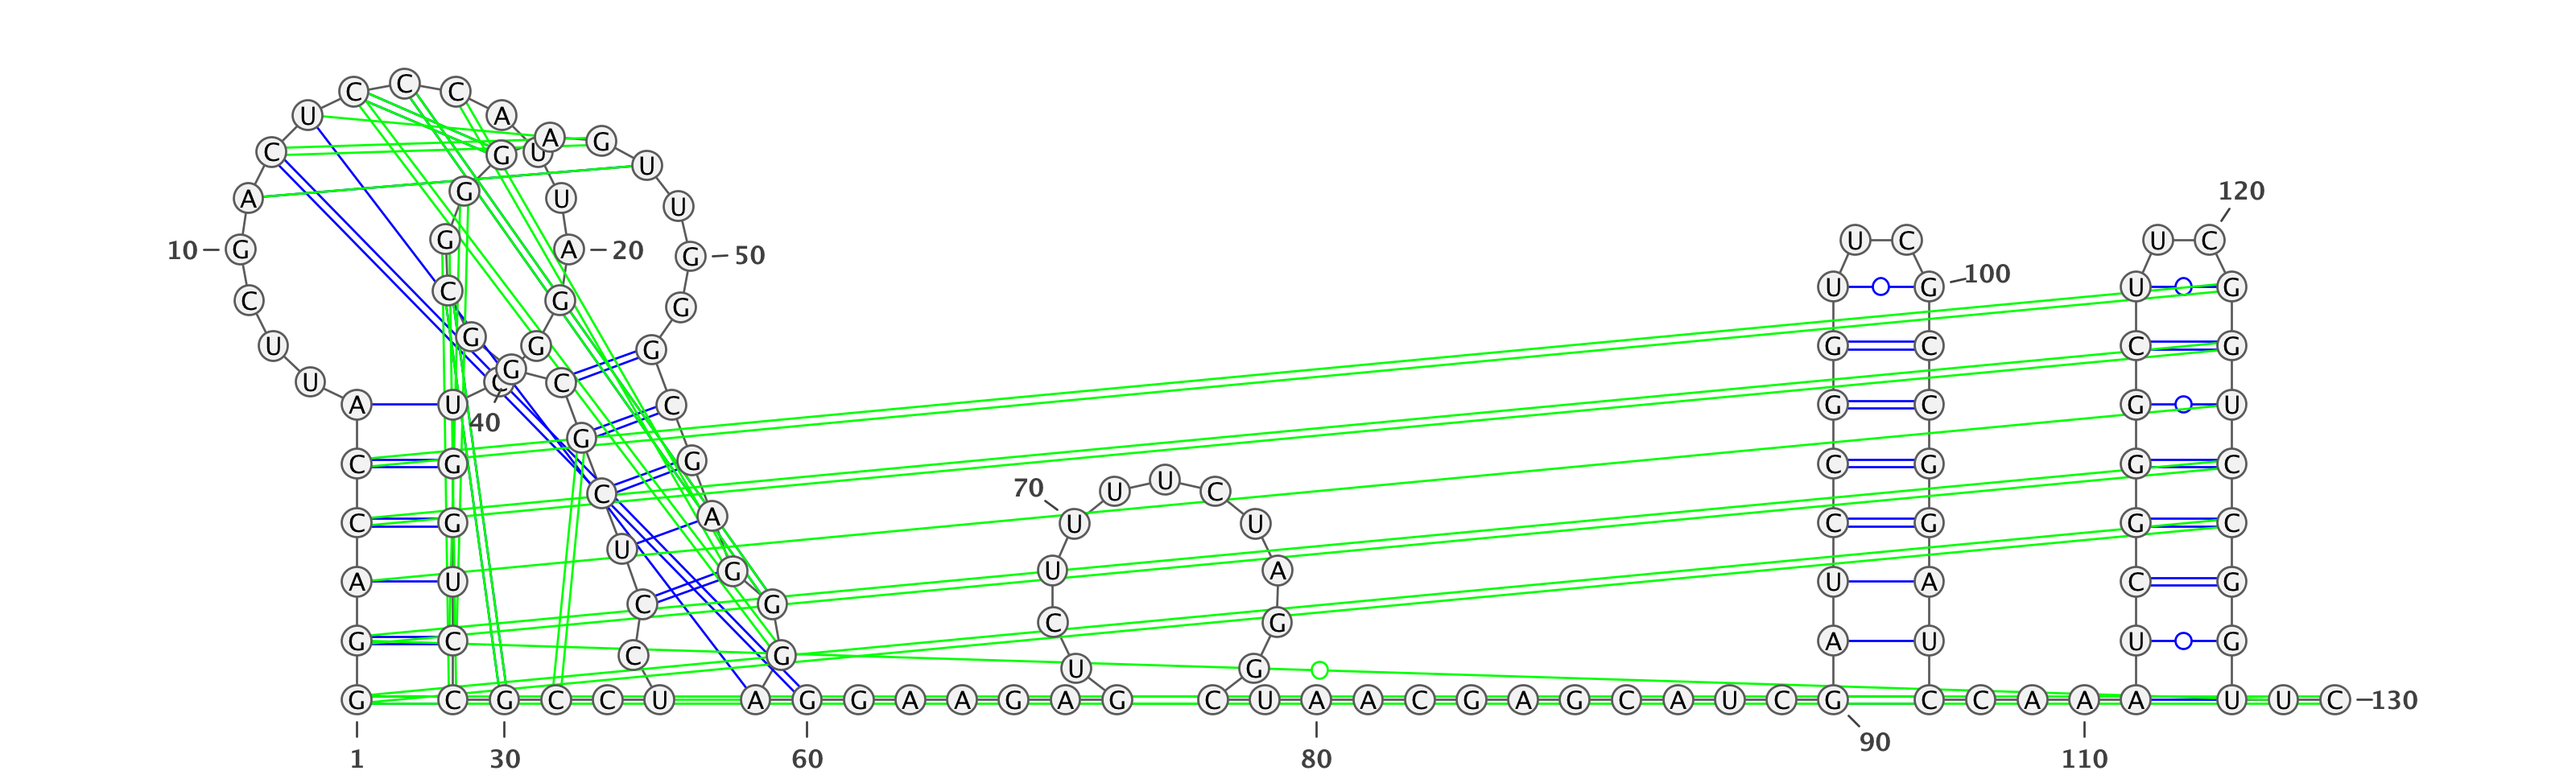 C C C
U A
A G
C G U
U
120
A G U U
10 G G A 20 G 50 U C U C
C C G G U G 100 U G
U G G G G C C G
U C G C
A U C G C G U
40
G
C G G C G G C
70 C U U C
C G A U U C G G C
U
A U G U A U A C G
C G C G
G C C G A U U G
U G
G C G C C U A G G A A G A G C U A A C G A G C A U C G C C A A A U U C 130
1 30 60 80 90 110